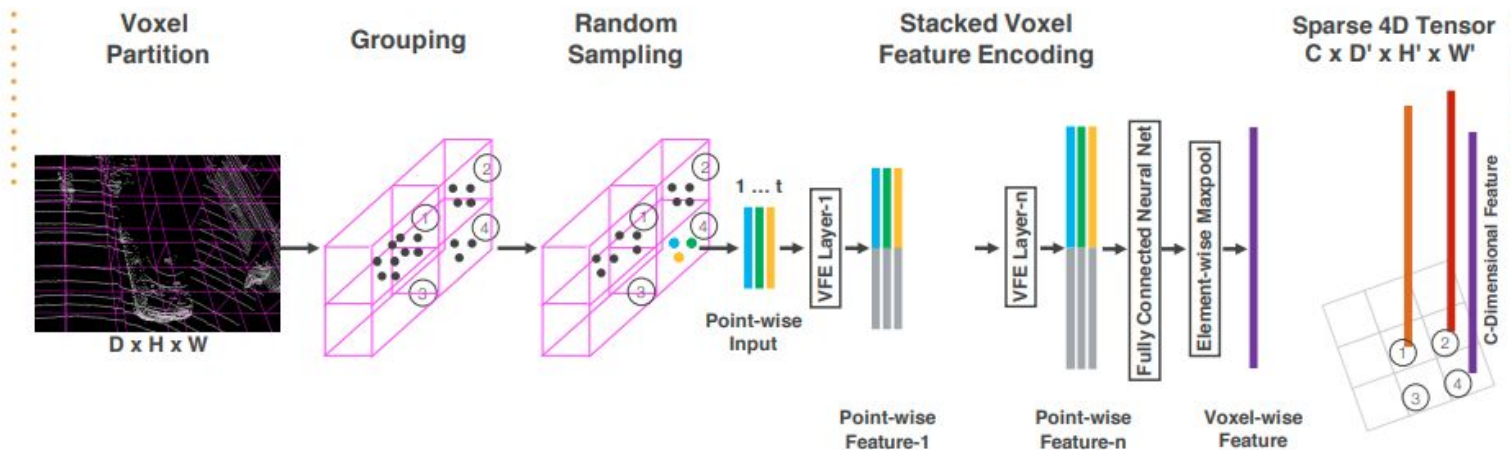 Voxel
Partition
Grouping
Random
Sampling
Stacked Voxel
Feature Encoding
Sparse 4D Tensor
C x D' x H' x W'
D x H x W
1
2
3
4
1
2
3
4
1 ... t
Point-wise
Input
VFE Layer-1
Point-wise
Feature-1
VFE Layer-n
Point-wise
Feature-n
Fully Connected Neural Net
Element-wise Maxpool
Voxel-wise
Feature
C-Dimensional Feature
1
2
3
4